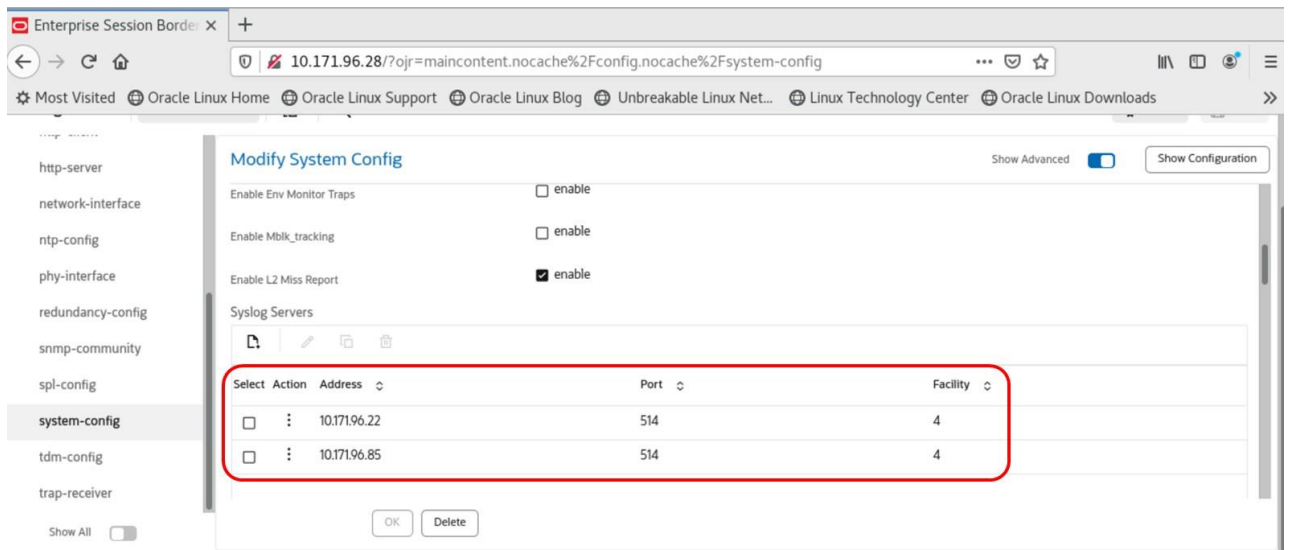 Enterprise Session Border
10.171.96.28/?ojr=maincontent.nocache%2Fconfig.nocache%2Fsystem-config
Most Visited Oracle Linux Home Oracle Linux Support Oracle Linux Blog Unbreakable Linux Net... Linux Technology Center Oracle Linux Downloads
http-server
network-interface
ntp-config
phy-interface
redundancy-config
snmp-community
spl-config
system-config
tdm-config
trap-receiver
Show All
Modify System Config
Show Advanced
Show Configuration
Enable Env Monitor Traps enable
Enable Mblk_tracking enable
Enable L2 Miss Report enable
Syslog Servers
Select Action Address Port Facility
10.171.96.22 514 4
10.171.96.85 514 4
OK Delete